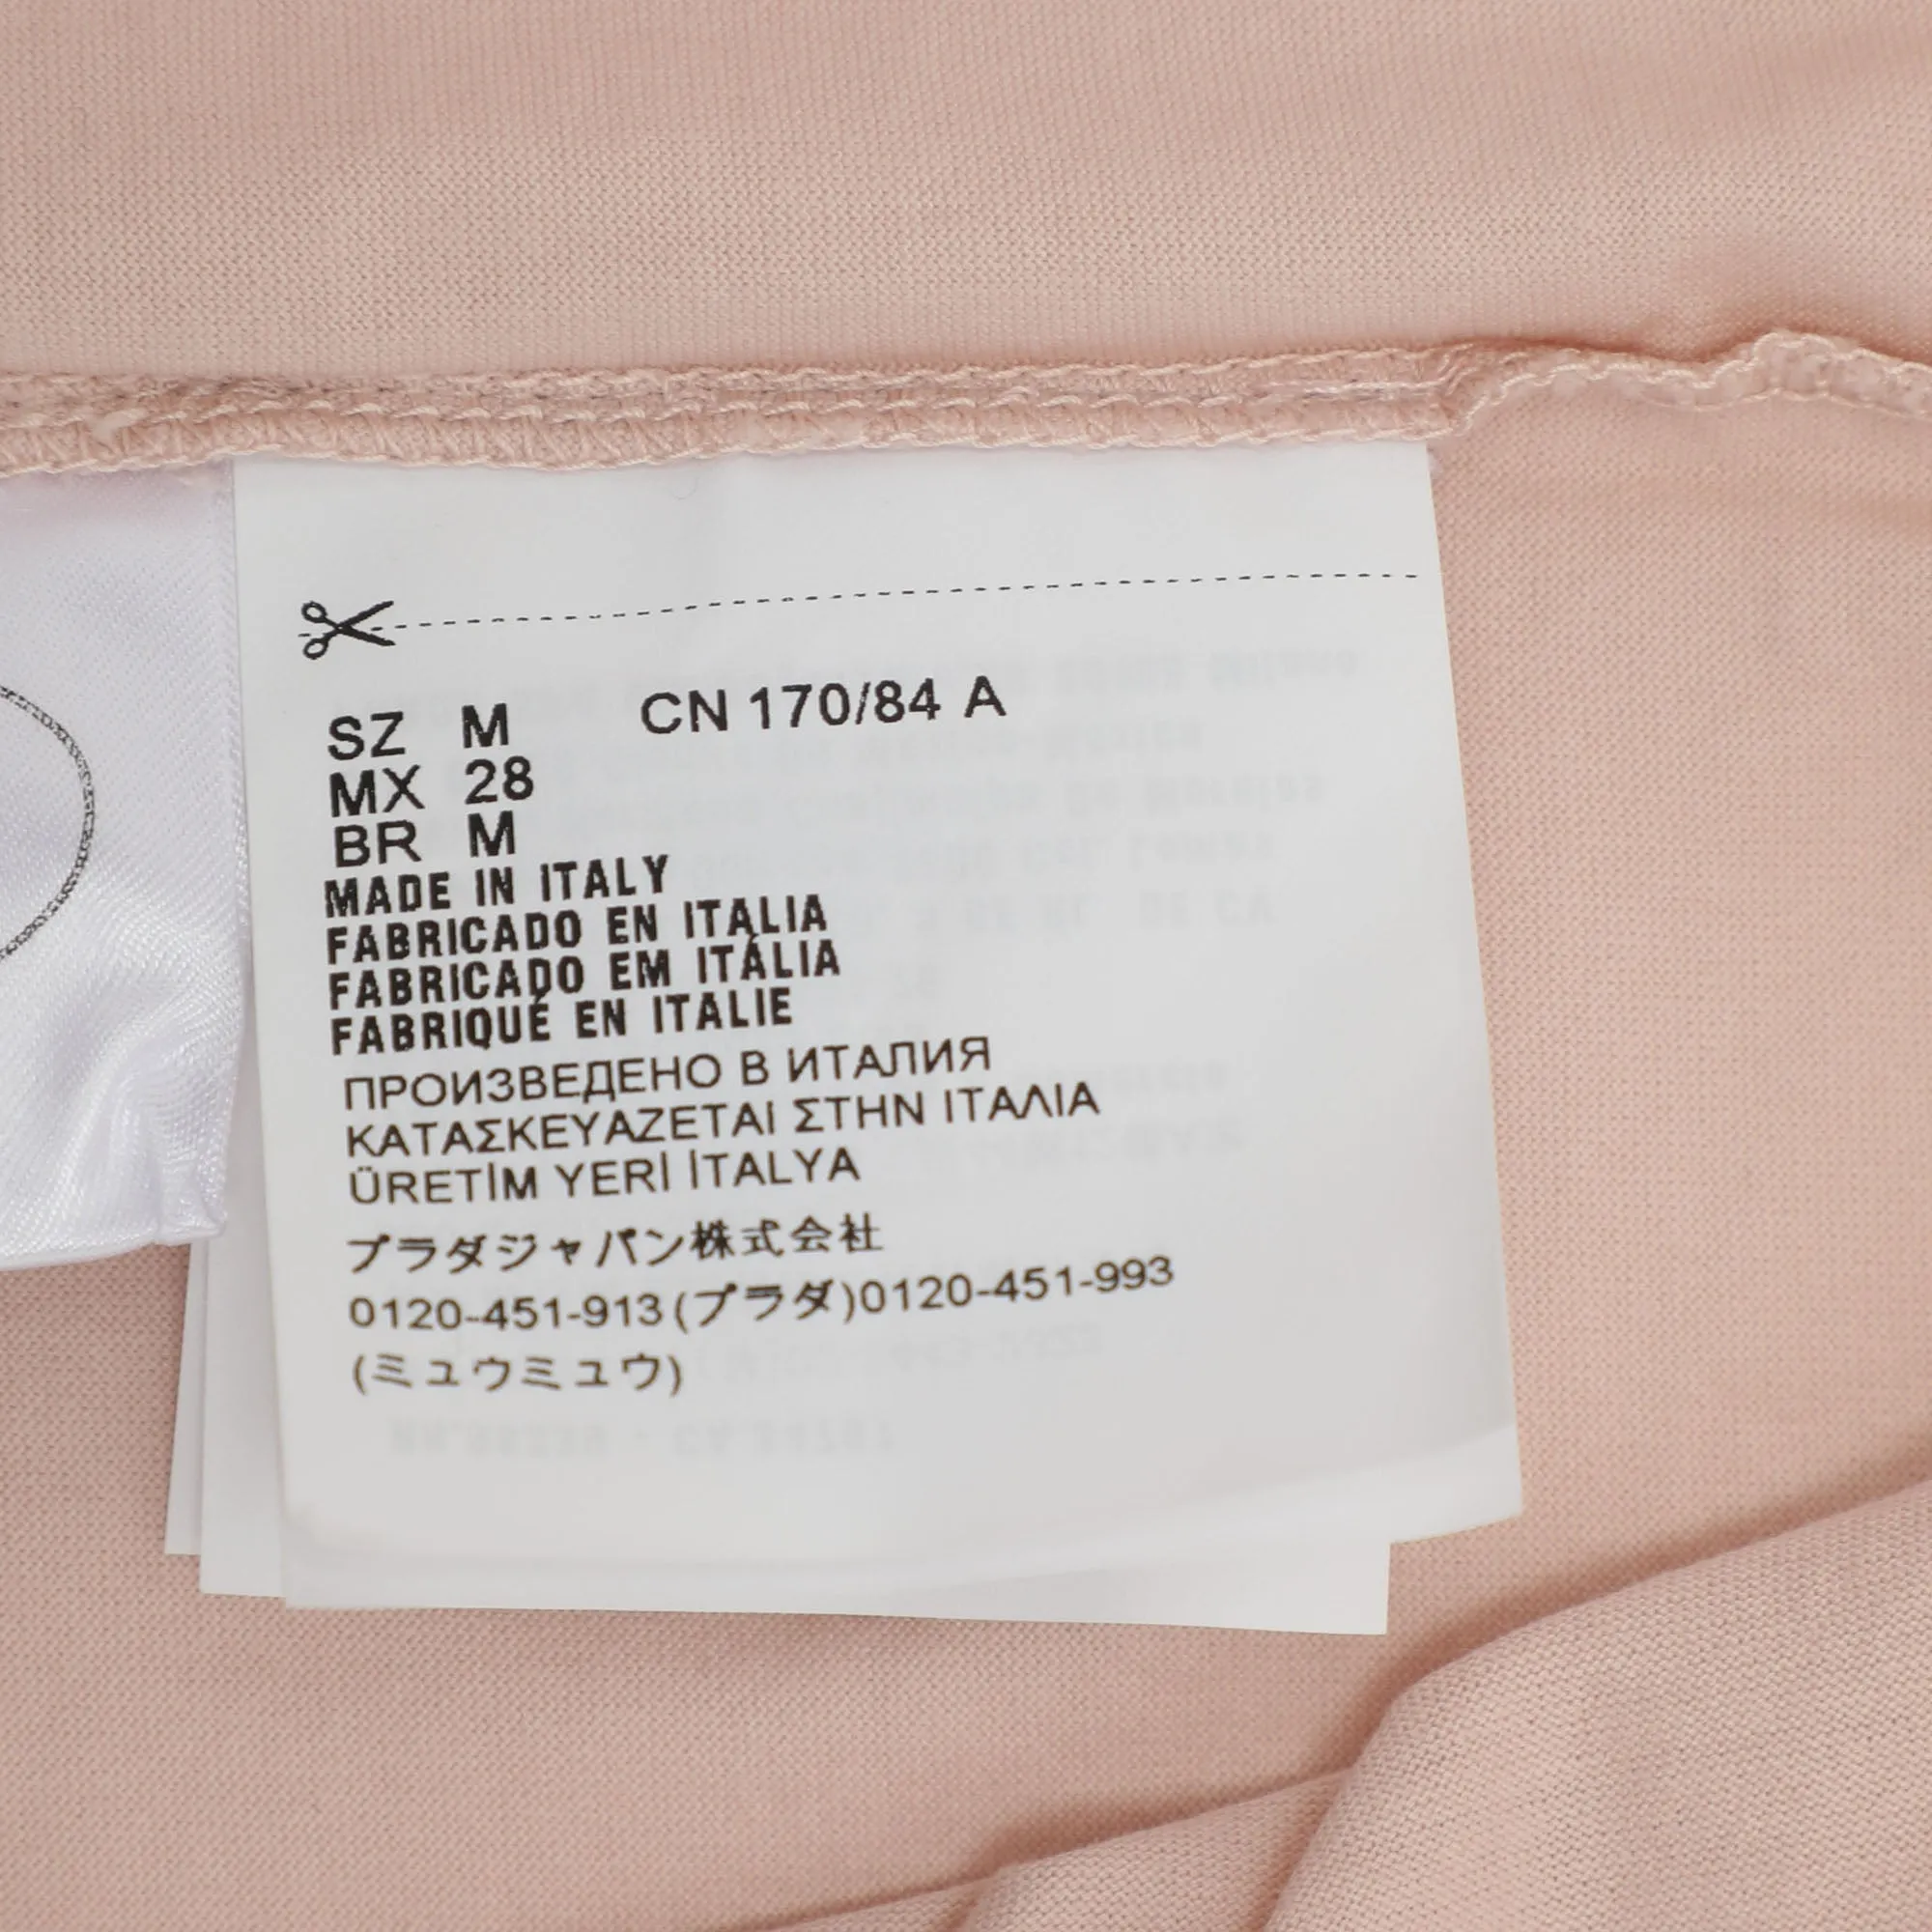 SZ M CN 170/84 A
MX 28
BR M
MADE IN ITALY
FABRICADO EN ITALIA
FABRICADO EM ITÁLIA
FABRIQUÉ EN ITALIE
ПРОИЗВЕДЕНО В ИТАЛИЯ
ΚΑΤΑΣΚΕΥΑΖΕΤΑΙ ΣΤΗΝ ΙΤΑΛΙΑ
ÜRETİM YERİ İTALYA
プラダジャパン株式会社
0120-451-913(プラダ)0120-451-993
(ミュウミュウ)